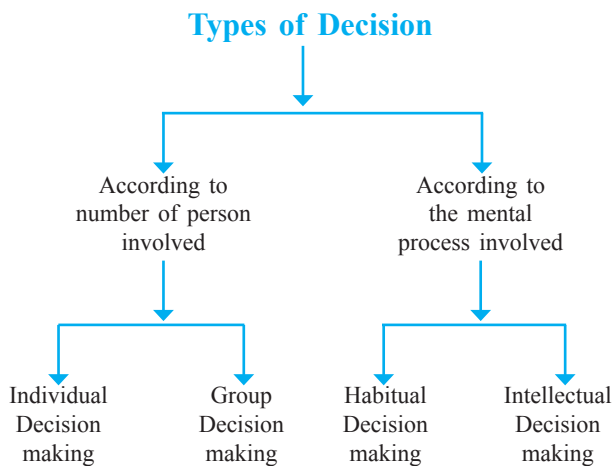 Types of Decision
According to
number of person
involved
According to
the mental
process involved
Individual
Decision
making
Group
Decision
making
Habitual
Decision
making
Intellectual
Decision
making